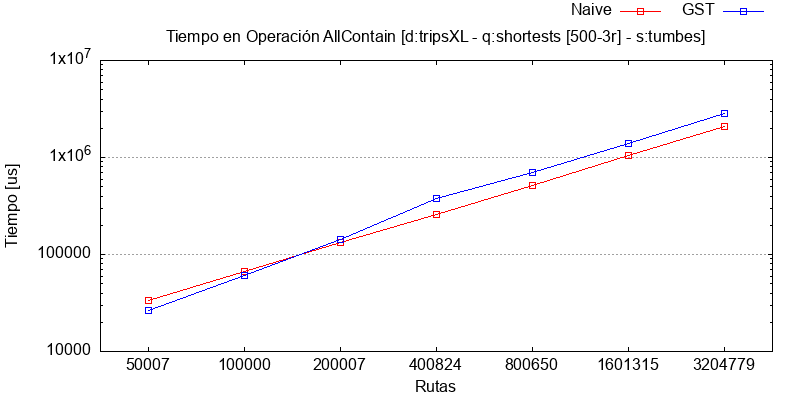 Naive GST
Tiempo en Operación AllContain [d:tripsXL - q:shortests [500-3r] - s:tumbes]
1x10^7
1x10^6
100000
10000
Tiempo [us]
50007 100000 200007 400824 800650 1601315 3204779
Rutas